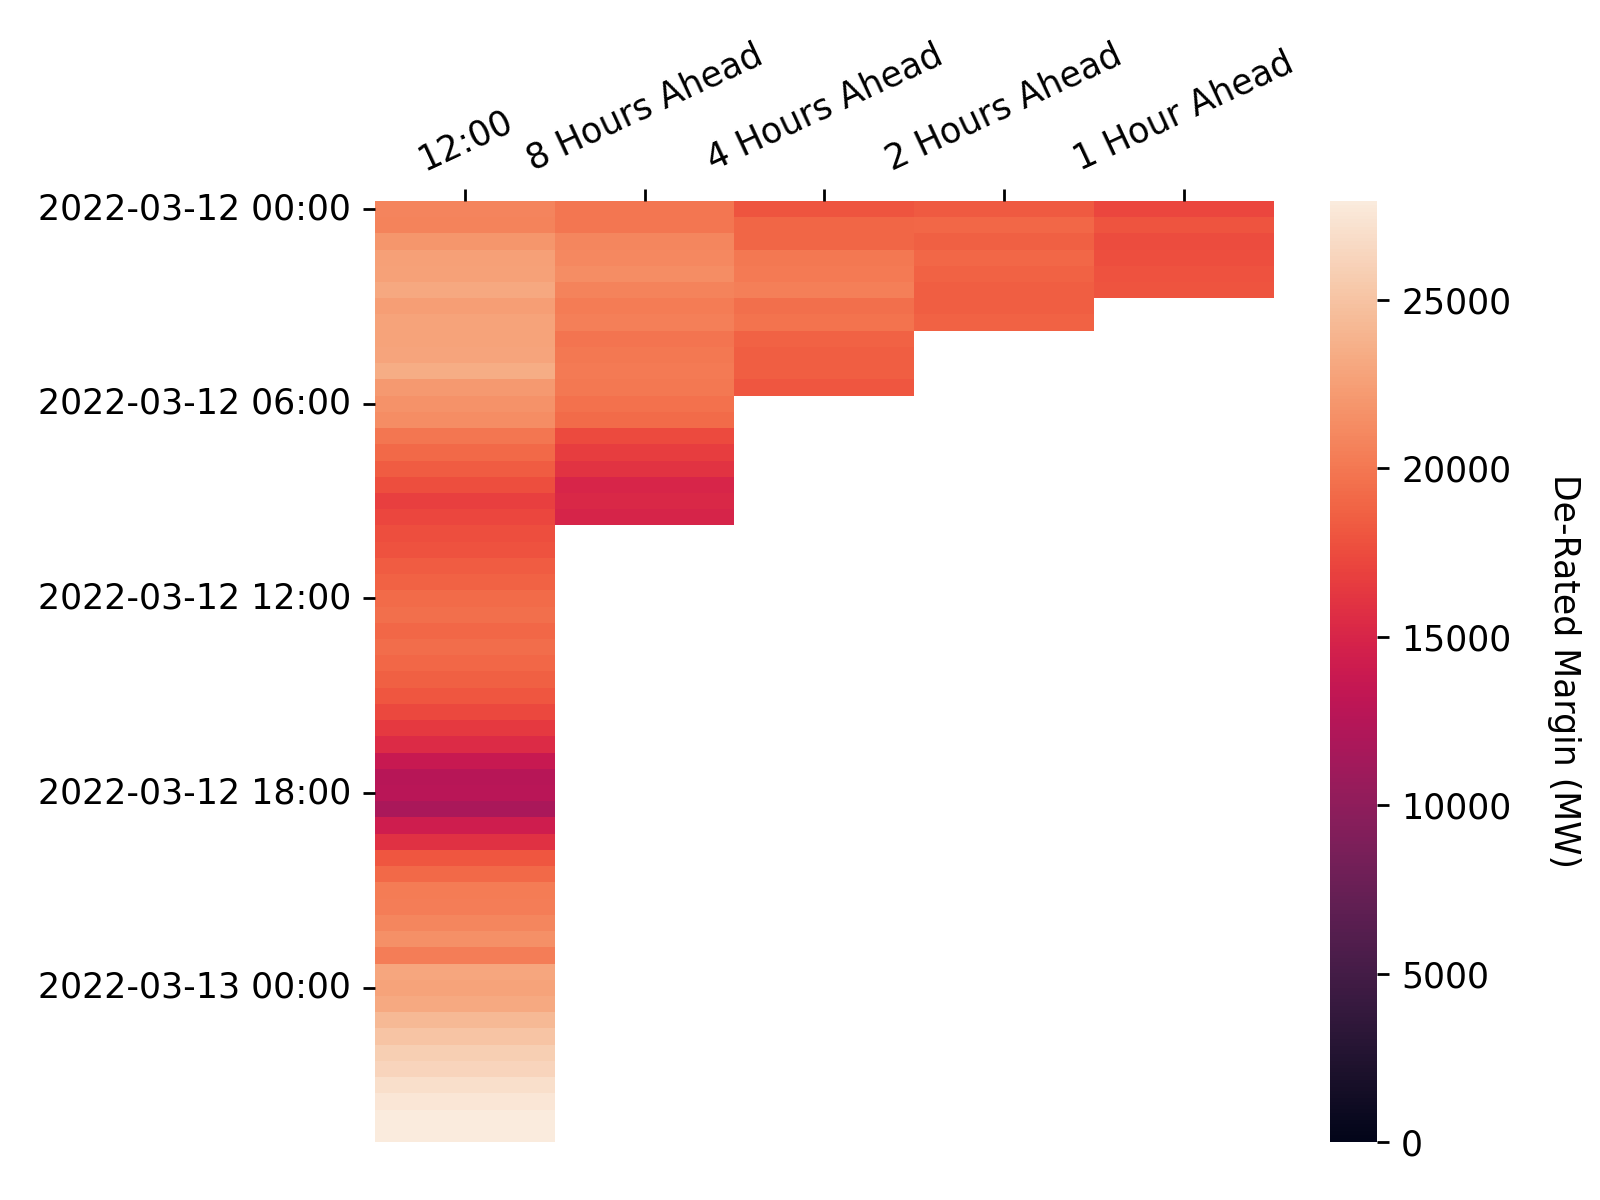 12:00
8 Hours Ahead
4 Hours Ahead
2 Hours Ahead
1 Hour Ahead
2022-03-12 00:00
2022-03-12 06:00
2022-03-12 12:00
2022-03-12 18:00
2022-03-13 00:00
25000
20000
15000
10000
5000
0
De-Rated Margin (MW)